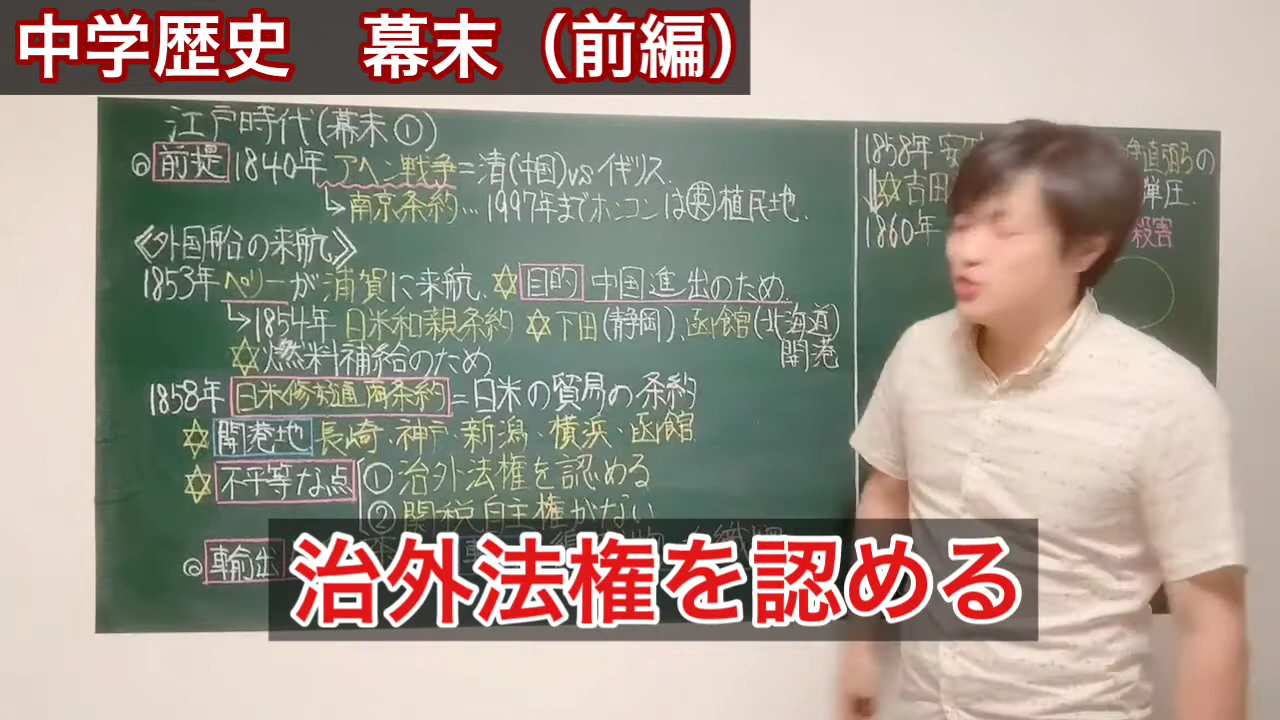 中学歴史　幕末（前編）
江戸時代(幕末①)
◎前提 1840年 アヘン戦争=清(中国)vsイギリス.
↳南京条約…1997年までホンコンは英植民地.
《外国船の来航》
1853年 ペリーが浦賀に来航. ☆目的 中国進出のため.
↳1854年 日米和親条約 ☆下田(静岡)、函館(北海道)
開港
☆燃料補給のため
1858年 日米修好通商条約=日米の貿易の条約
☆開港地 長崎、神戸、新潟、横浜、函館
☆不平等な点 ①治外法権を認める
②関税自主権がない
◎輸出
1858年 安 直弼の
☆吉田 弾圧.
1860年 殺害
治外法権を認める